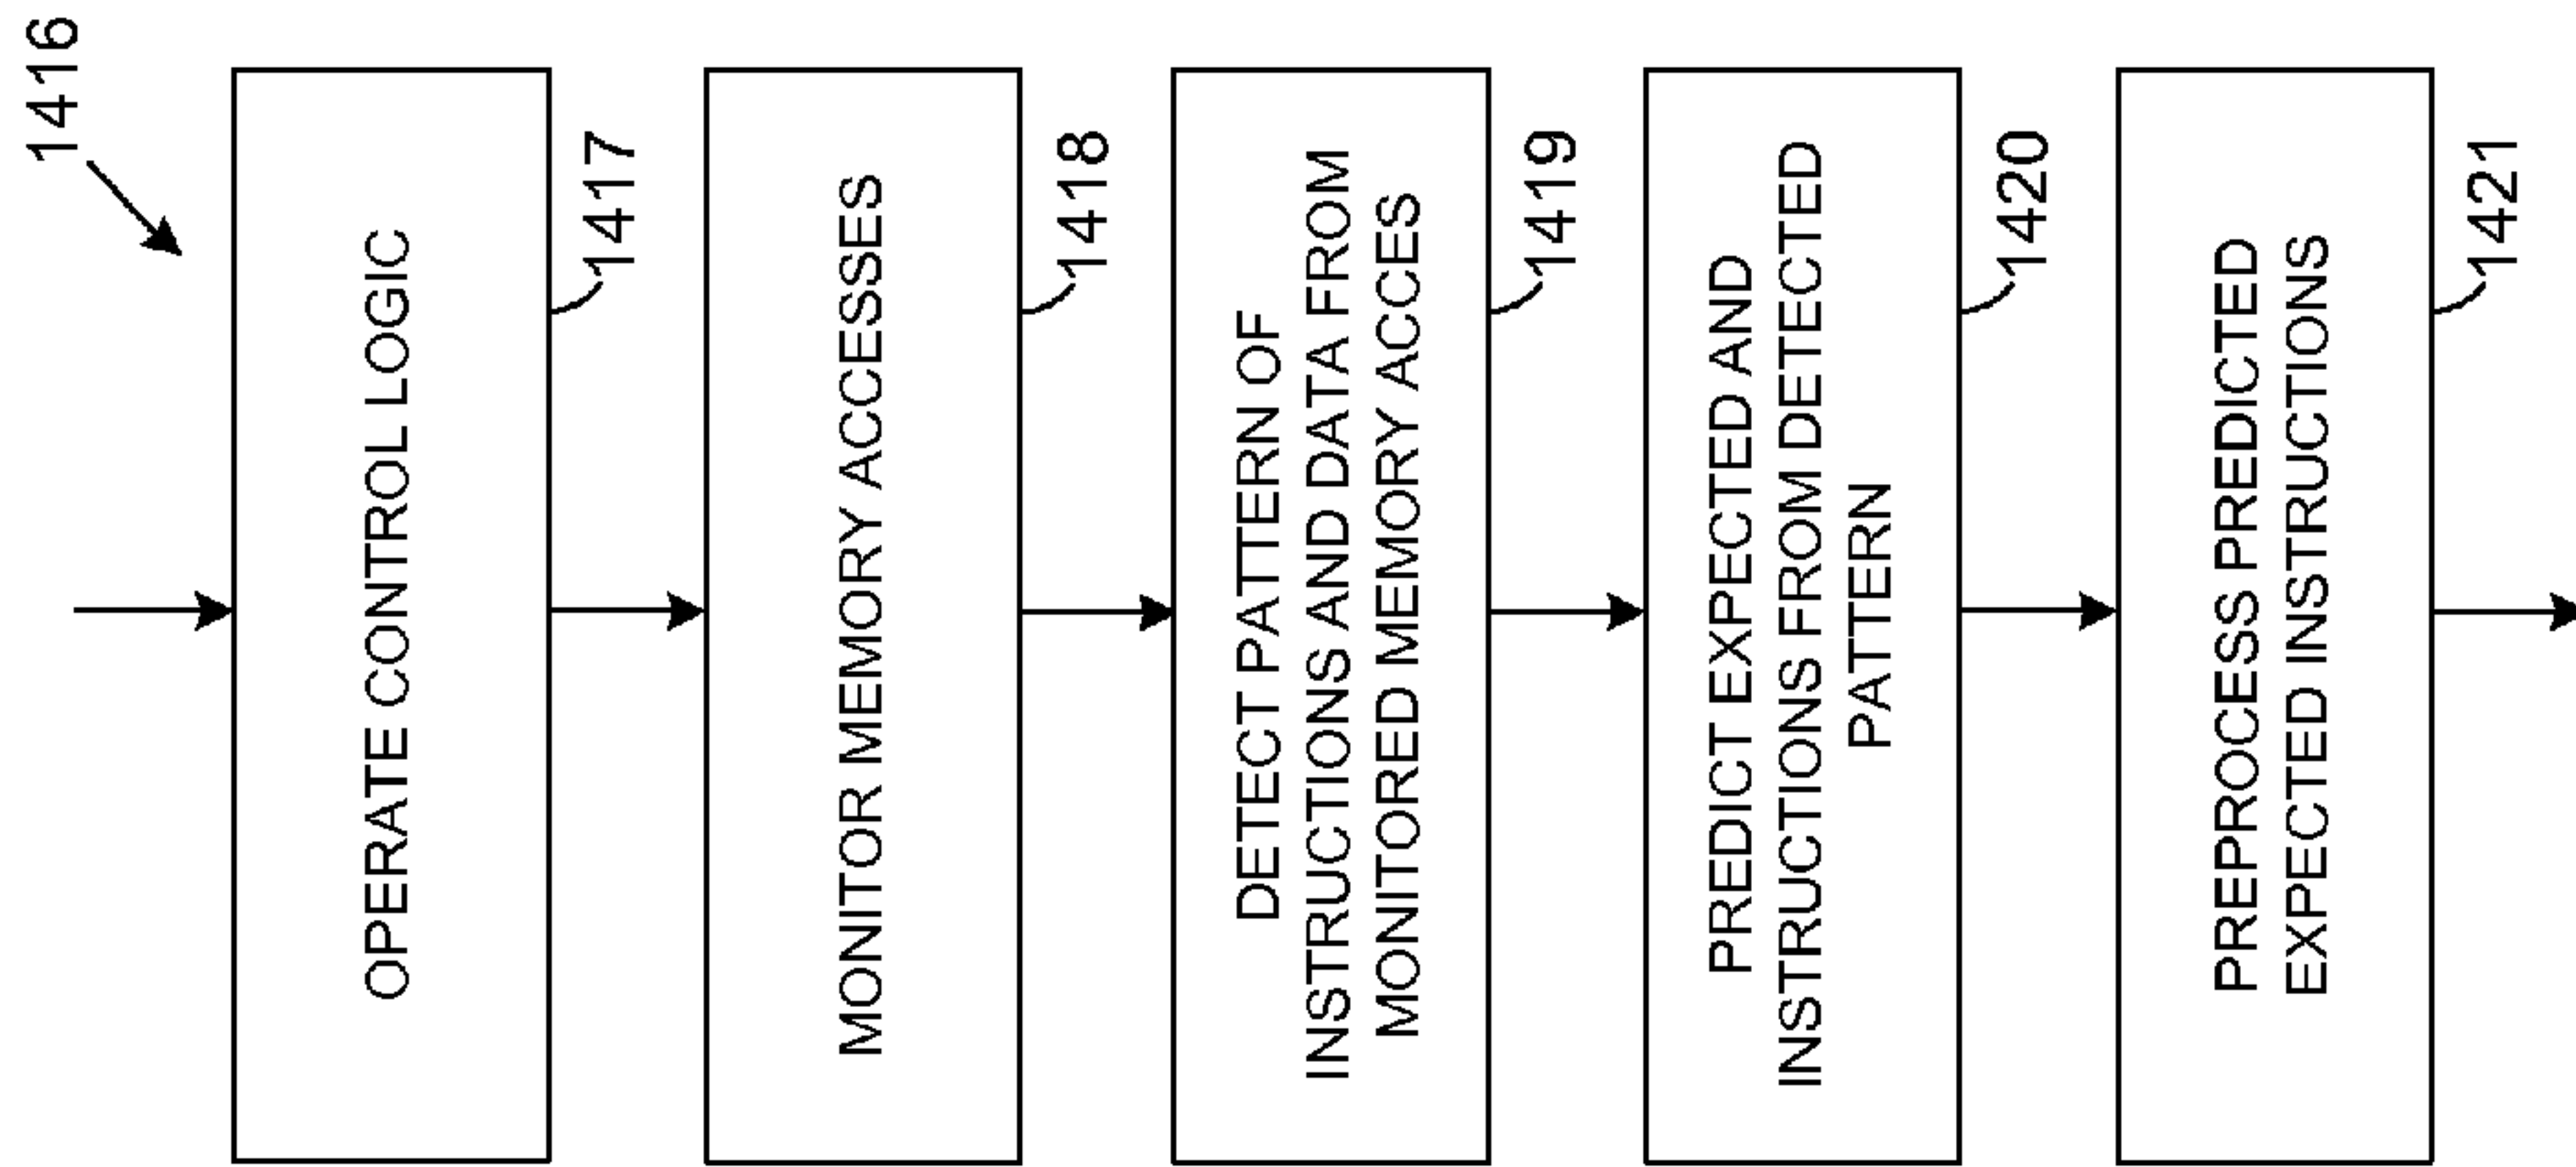 1416
OPERATE CONTROL LOGIC
1417
MONITOR MEMORY ACCESSES
1418
DETECT PATTERN OF
INSTRUCTIONS AND DATA FROM
MONITORED MEMORY ACCES
1419
PREDICT EXPECTED AND
INSTRUCTIONS FROM DETECTED
PATTERN
1420
PREPROCESS PREDICTED
EXPECTED INSTRUCTIONS
1421